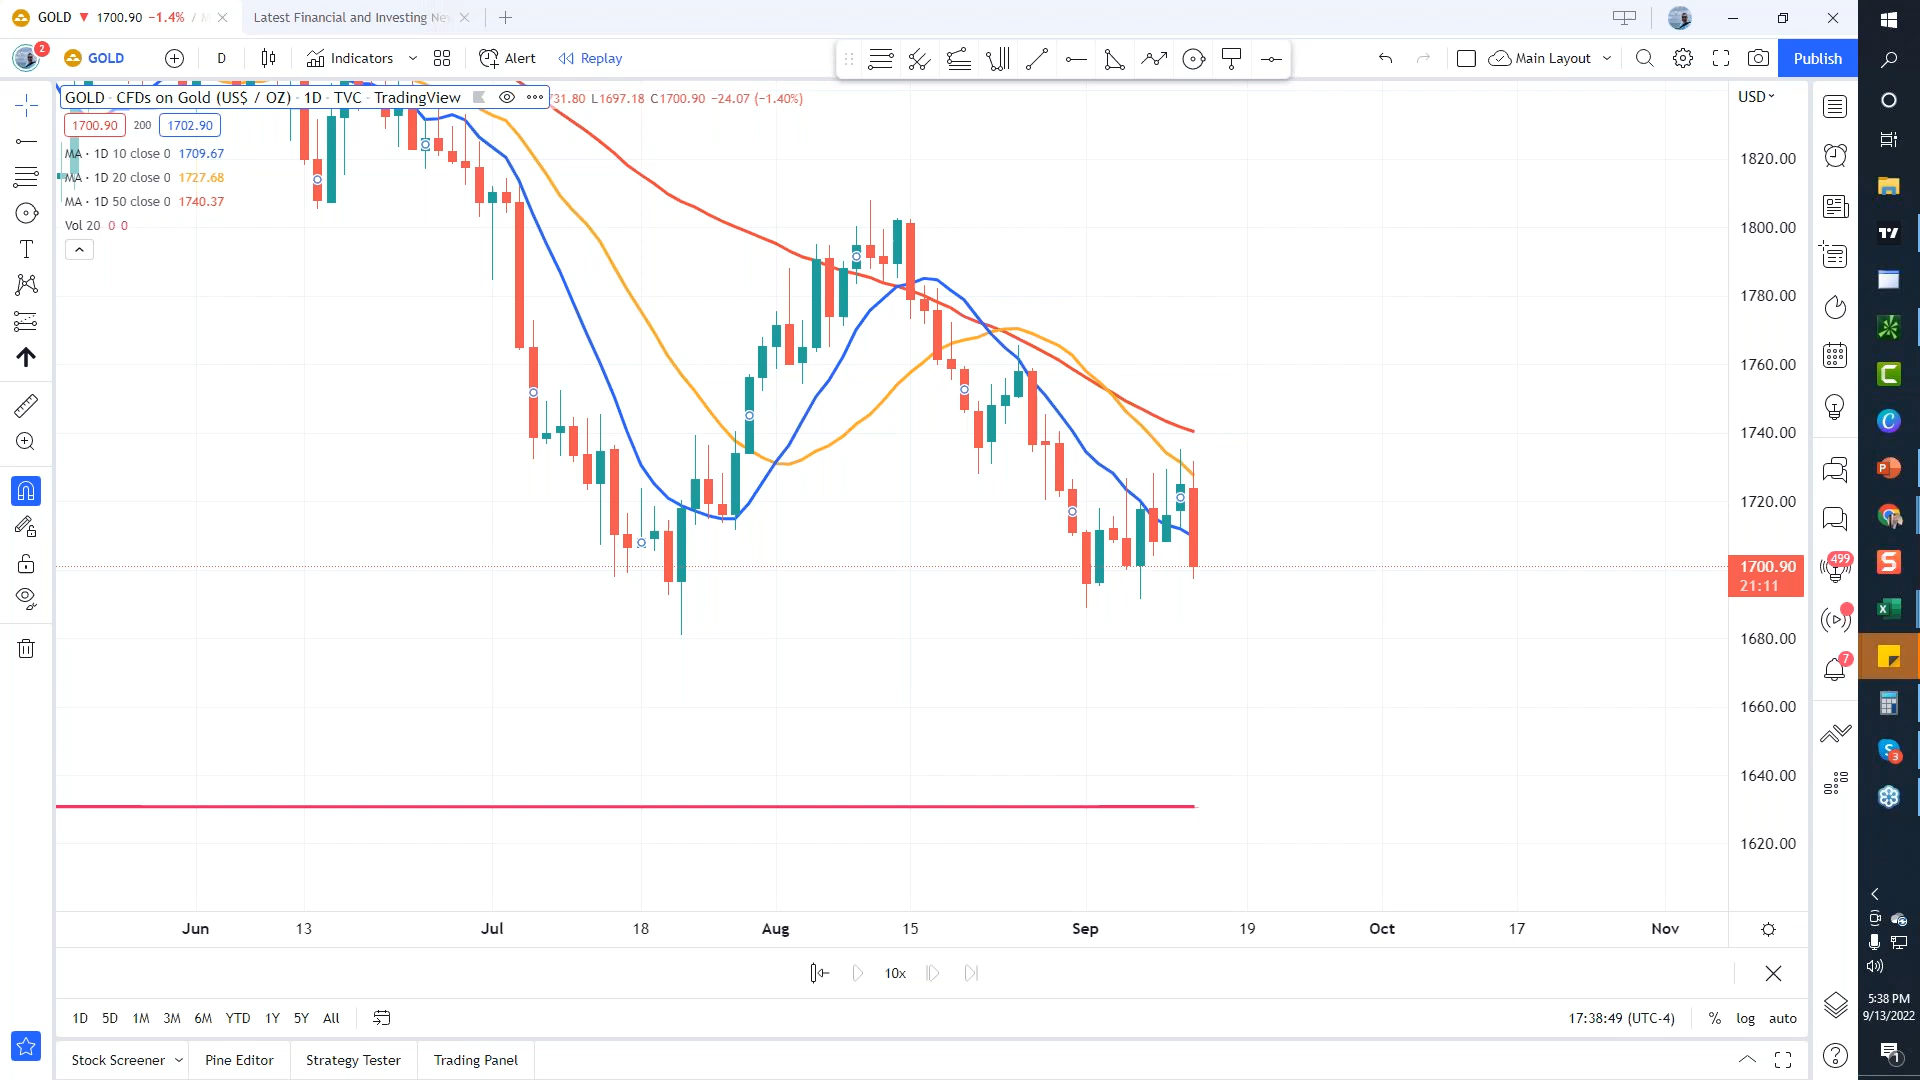 GOLD ▼ 1700.90 −1.4% /
Latest Financial and Investing Ne
2
GOLD
D
Indicators
Alert
Replay
Main Layout
Publish
GOLD · CFDs on Gold (US$ / OZ) · 1D · TVC · TradingView
31.80 L1697.18 C1700.90 −24.07 (−1.40%)
USD
1700.90 200 1702.90
MA · 1D 10 close 0 1709.67
MA · 1D 20 close 0 1727.68
MA · 1D 50 close 0 1740.37
Vol 20 0 0
1820.00
1800.00
1780.00
1760.00
1740.00
1720.00
1700.90
21:11
1680.00
1660.00
1640.00
1620.00
499
7
3
Jun 13 Jul 18 Aug 15 Sep 19 Oct 17 Nov
10x
1D 5D 1M 3M 6M YTD 1Y 5Y All
17:38:49 (UTC-4) % log auto
Stock Screener Pine Editor Strategy Tester Trading Panel
5:38 PM
9/13/2022
1